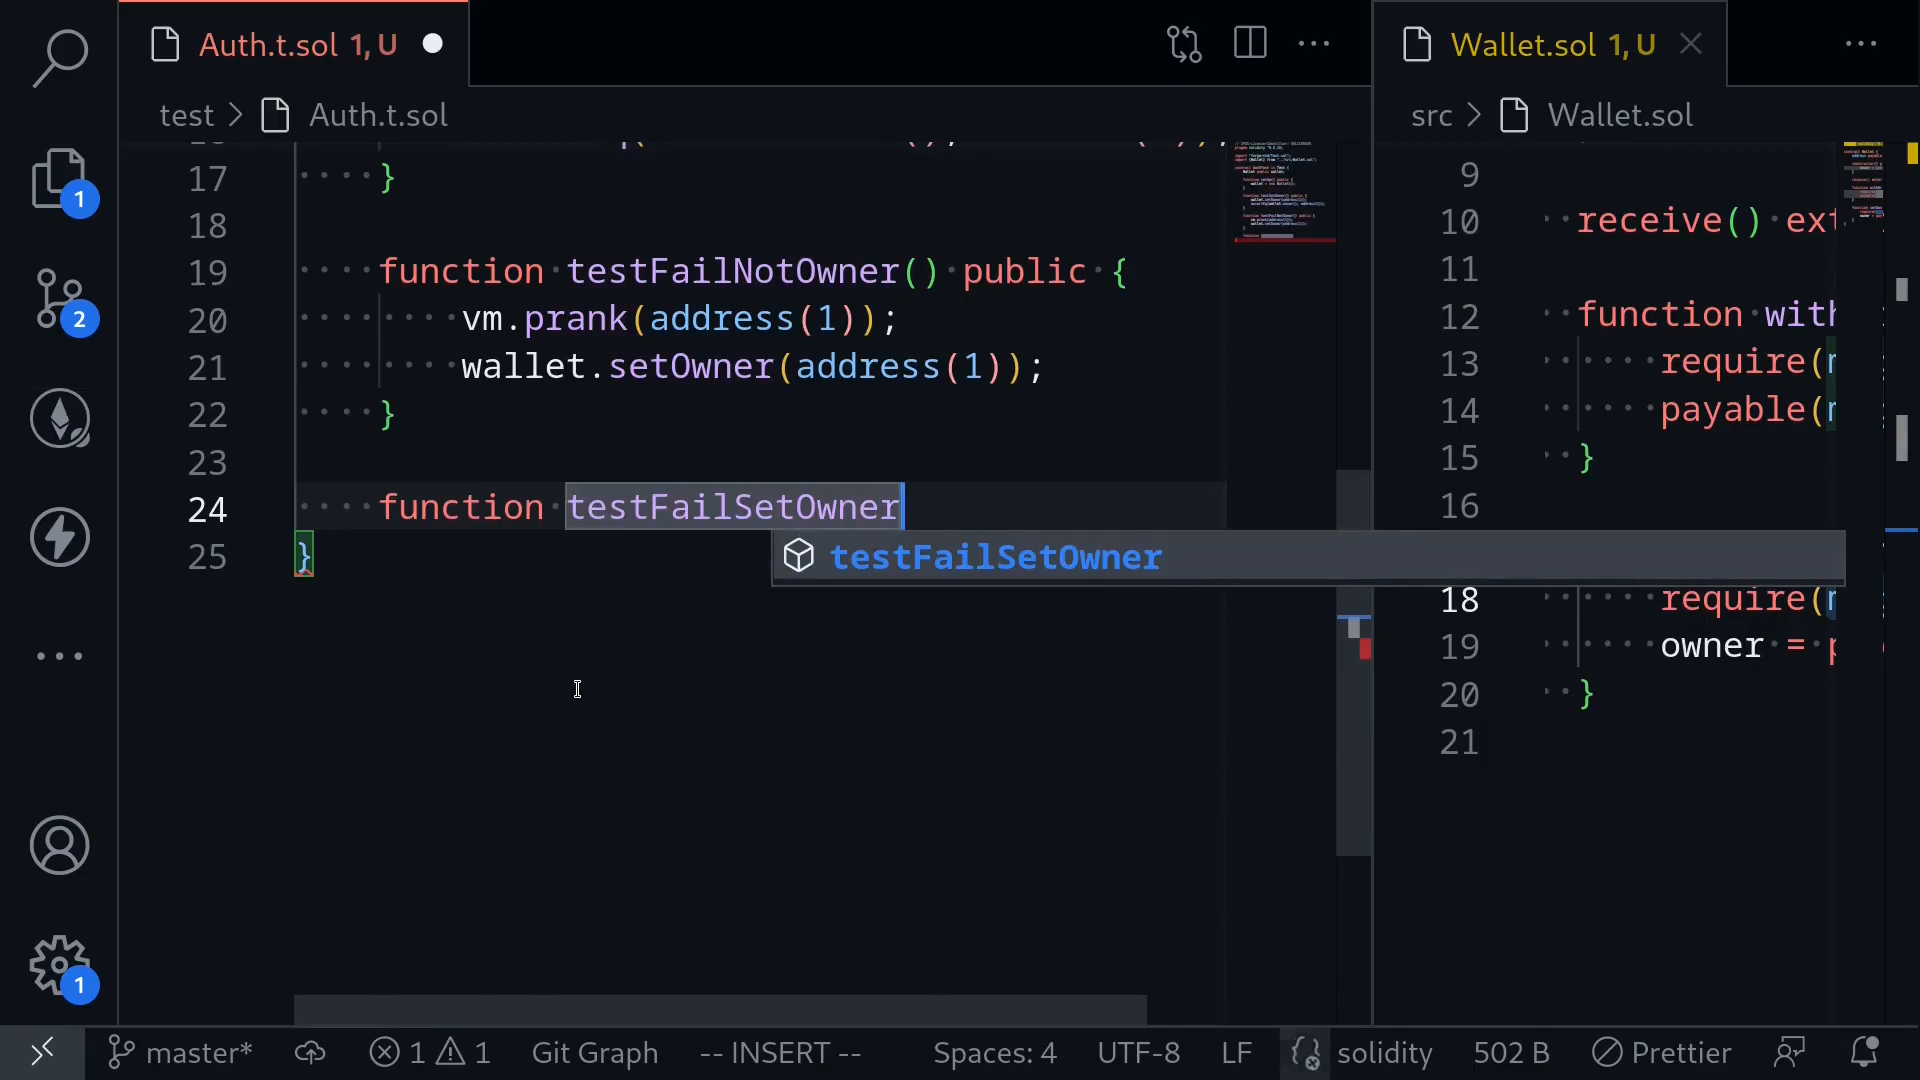 Auth.t.sol 1, U
Wallet.sol 1, U
test > Auth.t.sol
src > Wallet.sol
17 }
18
19 function testFailNotOwner() public {
20 vm.prank(address(1));
21 wallet.setOwner(address(1));
22 }
23
24 function testFailSetOwner
25 }
testFailSetOwner
9
10 receive() ext
11
12 function with
13 require(
14 payable(
15 }
16
18 require(
19 owner =
20 }
21
1
2
1
master* 1 1 Git Graph -- INSERT -- Spaces: 4 UTF-8 LF solidity 502 B Prettier